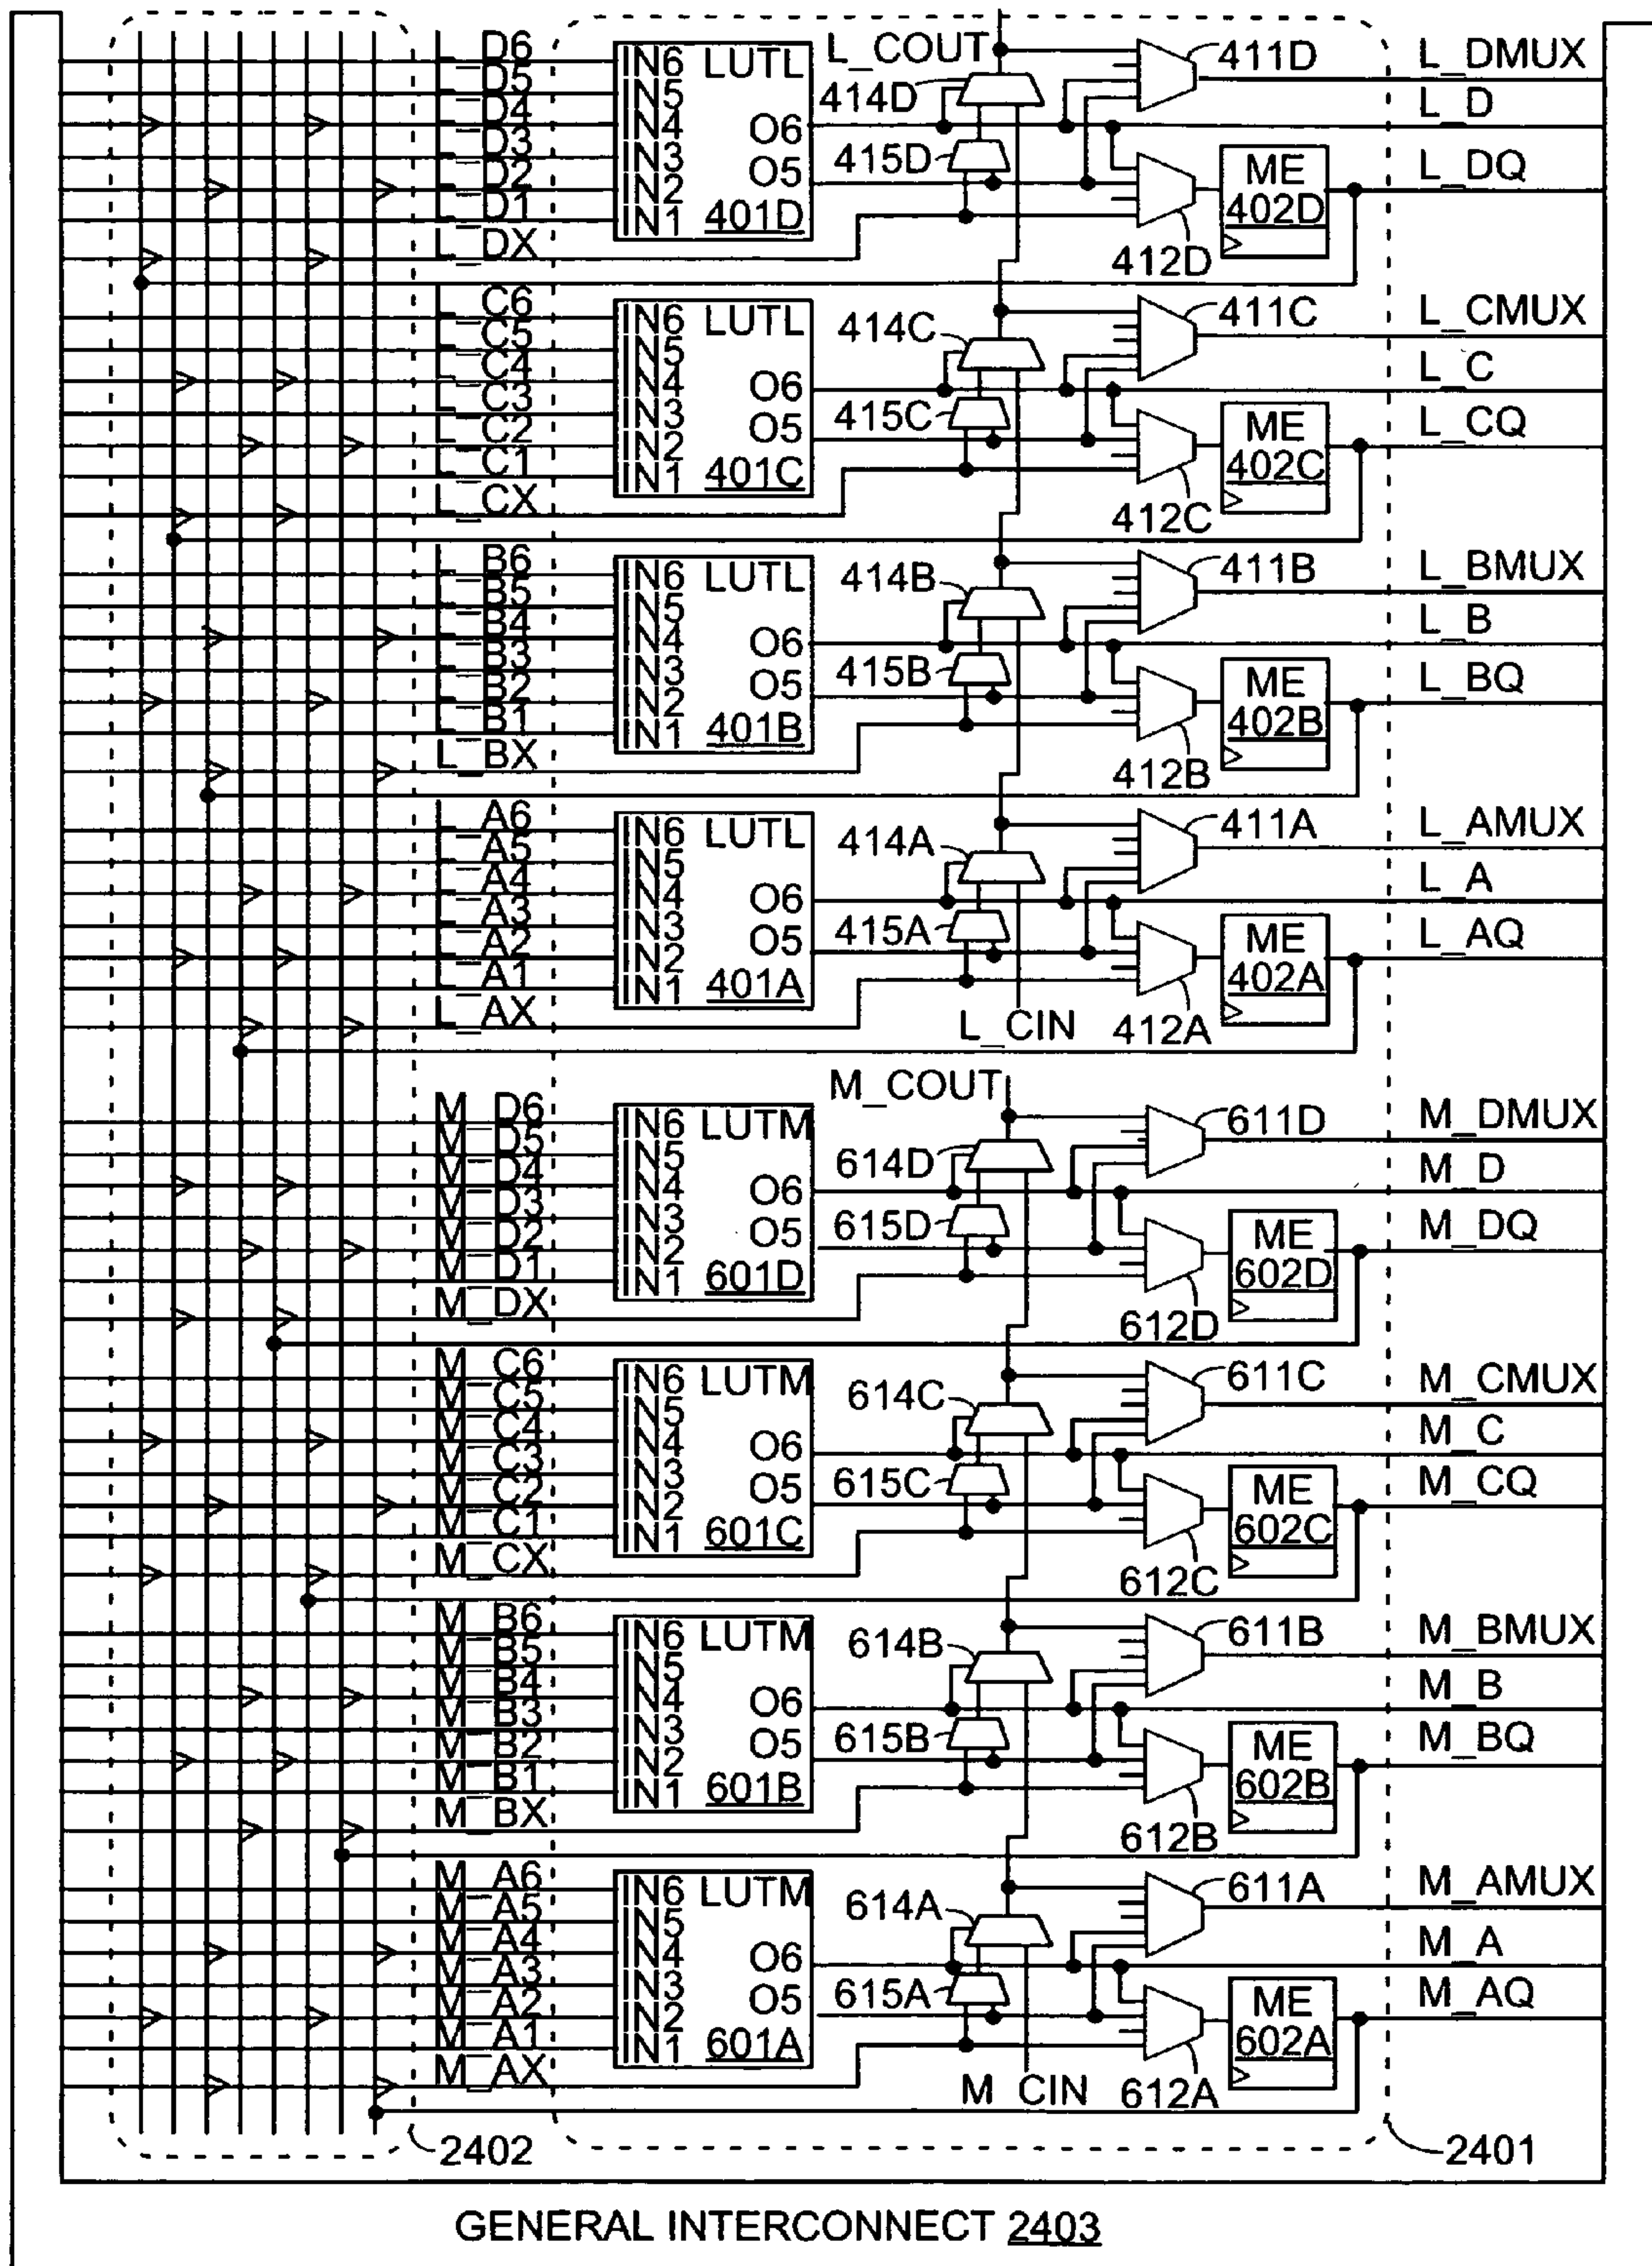 L_D6 IN6 LUTL L_COUT 411D L_DMUX
L_D5 IN5 414D
L_D4 IN4 O6 L_D
L_D3 IN3 415D ME L_DQ
L_D2 IN2 O5 402D
L_D1 IN1 401D
L_DX 412D
L_C6 IN6 LUTL 414C 411C L_CMUX
L_C5 IN5
L_C4 IN4 O6 L_C
L_C3 IN3 415C ME L_CQ
L_C2 IN2 O5 402C
L_C1 IN1 401C
L_CX 412C
L_B6 IN6 LUTL 414B 411B L_BMUX
L_B5 IN5
L_B4 IN4 O6 L_B
L_B3 IN3 415B ME L_BQ
L_B2 IN2 O5 402B
L_B1 IN1 401B
L_BX 412B
L_A6 IN6 LUTL 414A 411A L_AMUX
L_A5 IN5
L_A4 IN4 O6 L_A
L_A3 IN3 415A ME L_AQ
L_A2 IN2 O5 402A
L_A1 IN1 401A
L_AX L_CIN 412A
M_COUT
M_D6 IN6 LUTM 611D M_DMUX
M_D5 IN5 614D
M_D4 IN4 O6 M_D
M_D3 IN3 615D ME M_DQ
M_D2 IN2 O5 602D
M_D1 IN1 601D
M_DX 612D
M_C6 IN6 LUTM 614C 611C M_CMUX
M_C5 IN5
M_C4 IN4 O6 M_C
M_C3 IN3 615C ME M_CQ
M_C2 IN2 O5 602C
M_C1 IN1 601C
M_CX 612C
M_B6 IN6 LUTM 614B 611B M_BMUX
M_B5 IN5
M_B4 IN4 O6 M_B
M_B3 IN3 615B ME M_BQ
M_B2 IN2 O5 602B
M_B1 IN1 601B
M_BX 612B
M_A6 IN6 LUTM 614A 611A M_AMUX
M_A5 IN5
M_A4 IN4 O6 M_A
M_A3 IN3 615A ME M_AQ
M_A2 IN2 O5 602A
M_A1 IN1 601A
M_AX M_CIN 612A
2402 2401
GENERAL INTERCONNECT 2403